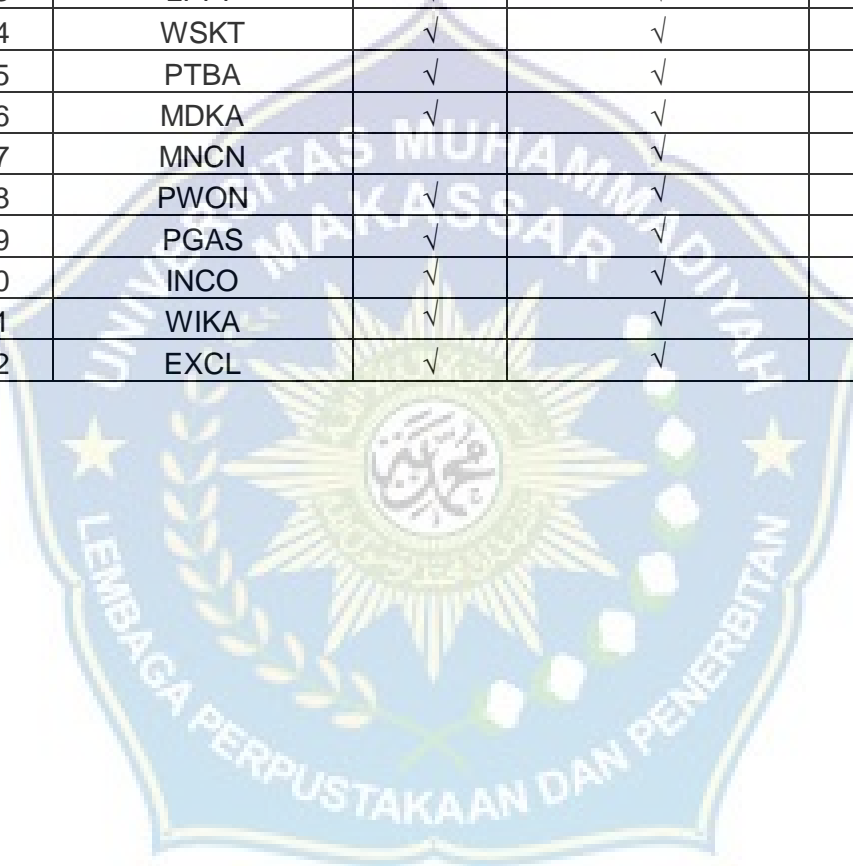 4 WSKT √ √
5 PTBA √ √
6 MDKA √ √
7 MNCN √
8 PWON √ √
9 PGAS √ √
0 INCO √ √
1 WIKA √ √
2 EXCL √ √
UNIVERSITAS MUHAMMADIYAH
MAKASSAR
محمدية
LEMBAGA PERPUSTAKAAN DAN PENERBITAN